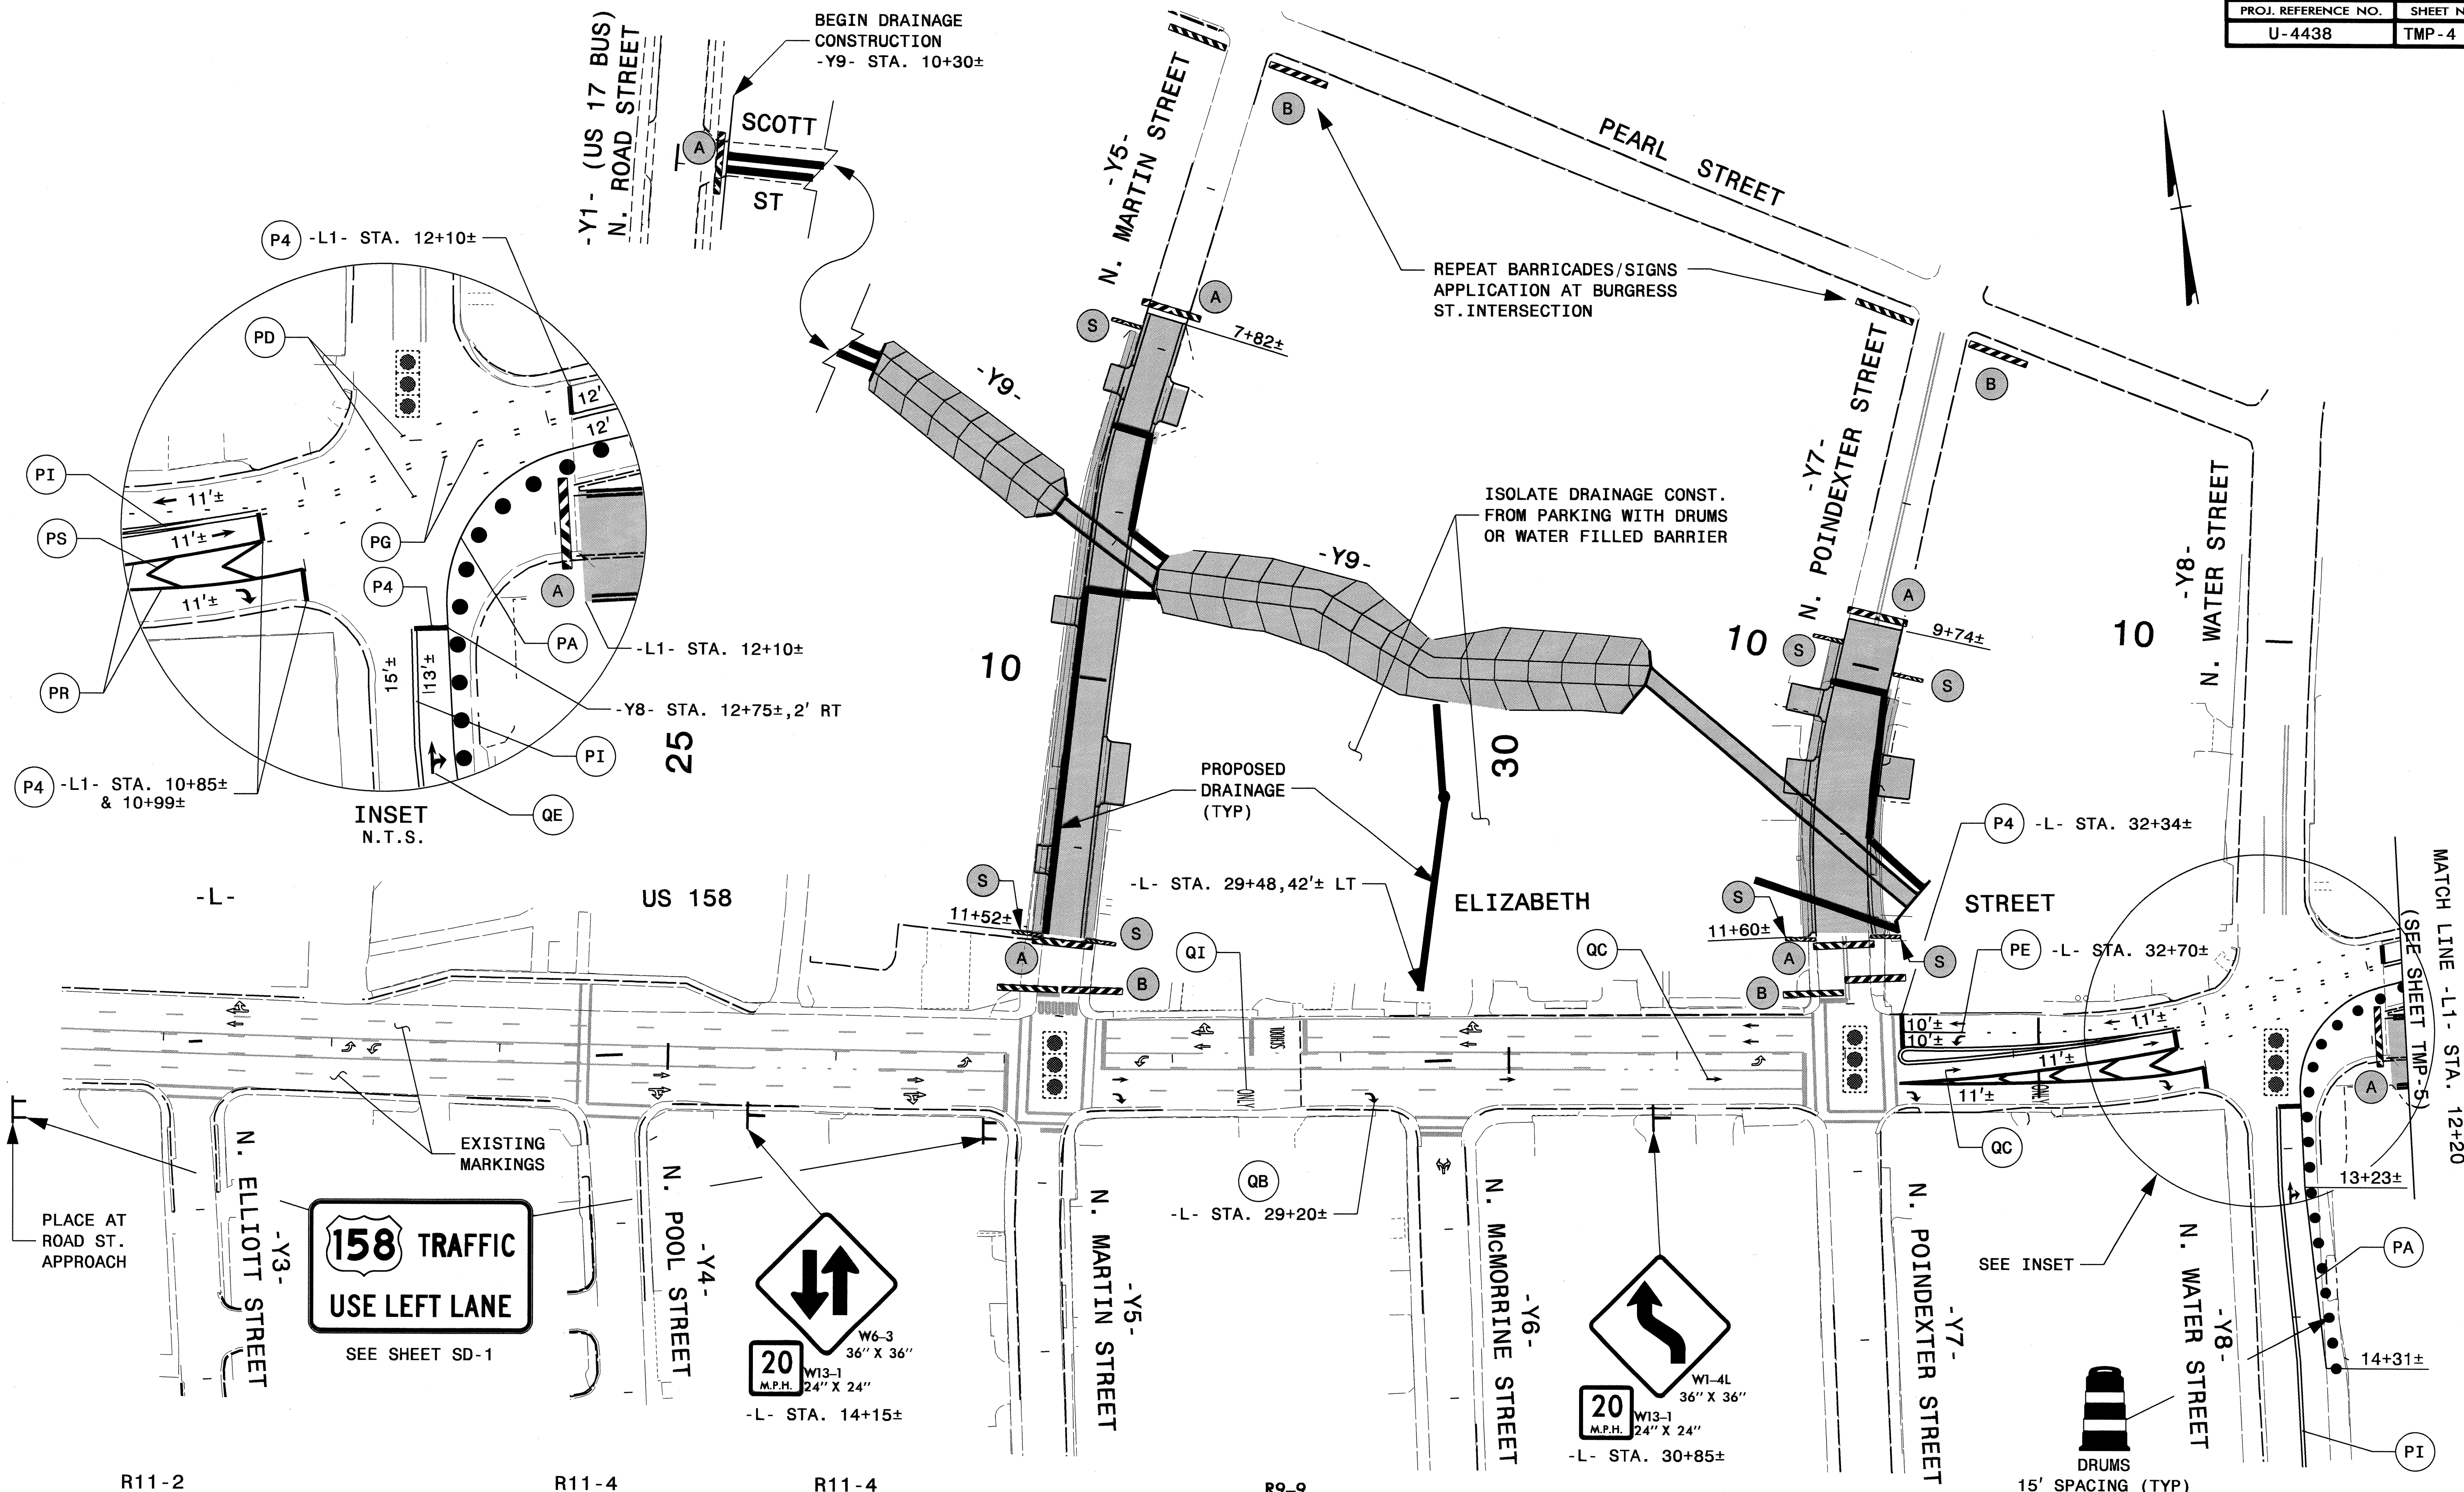 PROJ. REFERENCE NO.
SHEET N
U-4438
TMP-4
BEGIN DRAINAGE
CONSTRUCTION
-Y9- STA. 10+30±
-Y1- (US 17 BUS)
N. ROAD STREET
A
SCOTT
ST
-Y5-
N. MARTIN STREET
B
PEARL STREET
REPEAT BARRICADES/SIGNS
APPLICATION AT BURGRESS
ST.INTERSECTION
A
S
7+82±
-Y9-
B
-Y7-
N. POINDEXTER STREET
ISOLATE DRAINAGE CONST.
FROM PARKING WITH DRUMS
OR WATER FILLED BARRIER
-Y9-
-Y8-
N. WATER STREET
A
S
9+74±
S
10
10
10
P4
-L1- STA. 12+10±
PD
12'
12'
PI
11'±
PS
11'±
PG
P4
11'±
A
PA
-L1- STA. 12+10±
PR
15'±
13'±
-Y8- STA. 12+75±,2' RT
PI
P4
-L1- STA. 10+85±
& 10+99±
QE
INSET
N.T.S.
25
30
PROPOSED
DRAINAGE
(TYP)
P4
-L- STA. 32+34±
-L-
US 158
S
11+52±
S
A
B
-L- STA. 29+48,42'± LT
ELIZABETH
STREET
S
11+60±
A
B
S
PE
-L- STA. 32+70±
QI
QC
SCHOOL
ONLY
10'±
10'±
11'±
11'±
11'±
ONLY
MATCH LINE -L1- STA. 12+20
(SEE SHEET TMP-5)
A
QC
13+23±
EXISTING
MARKINGS
QB
-L- STA. 29+20±
PLACE AT
ROAD ST.
APPROACH
N. ELLIOTT STREET
-Y3-
158 TRAFFIC
USE LEFT LANE
SEE SHEET SD-1
N. POOL STREET
-Y4-
W6-3
36" X 36"
20
M.P.H.
W13-1
24" X 24"
-L- STA. 14+15±
N. MARTIN STREET
-Y5-
N. McMORRINE STREET
-Y6-
W1-4L
36" X 36"
20
M.P.H.
W13-1
24" X 24"
-L- STA. 30+85±
N. POINDEXTER STREET
-Y7-
SEE INSET
N. WATER STREET
-Y8-
PA
14+31±
PI
DRUMS
15' SPACING (TYP)
R11-2
R11-4
R11-4
R9-9